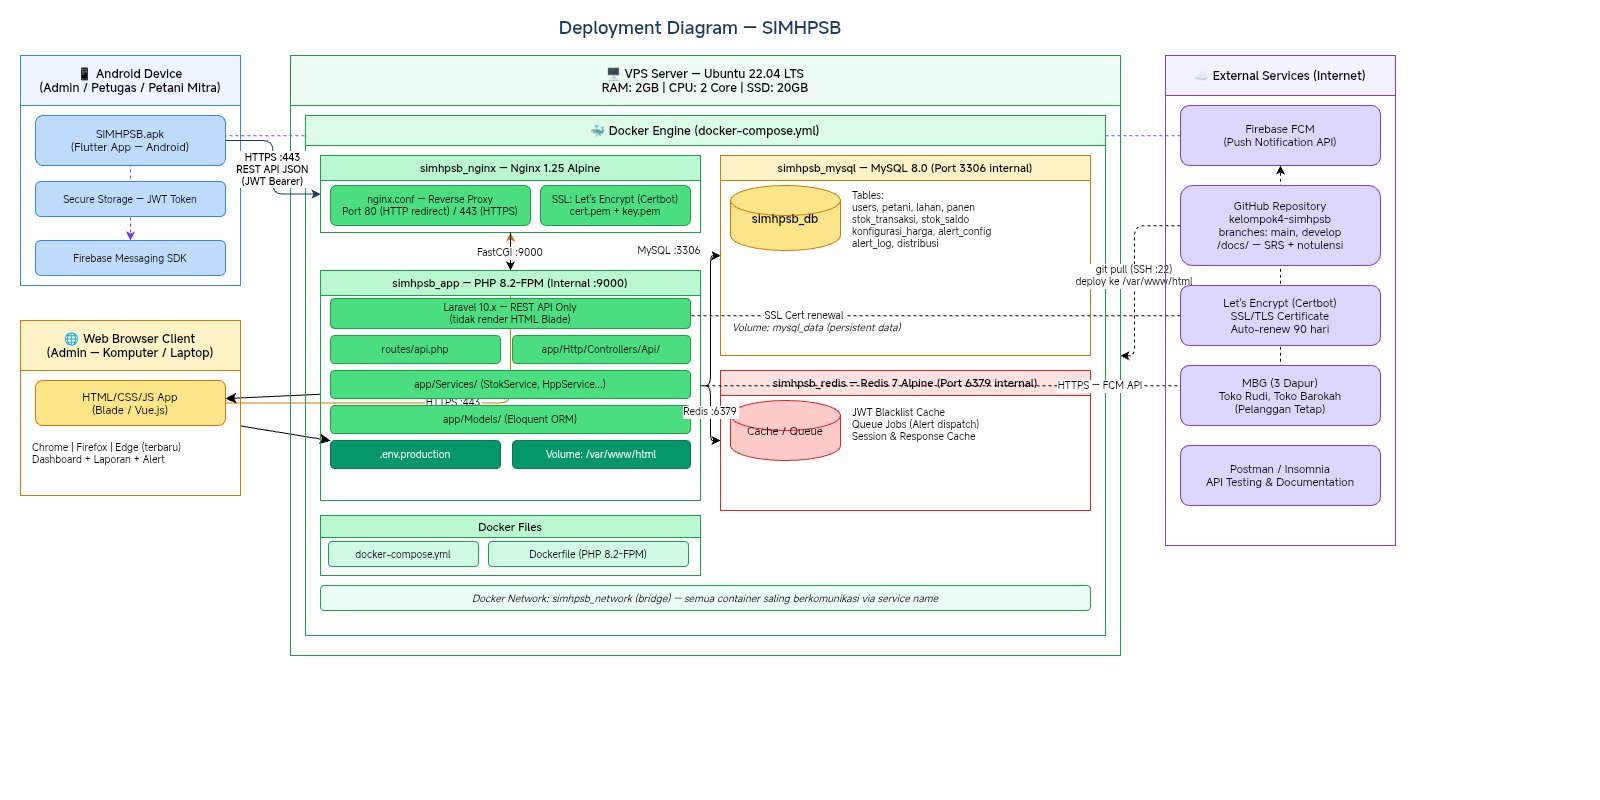 Deployment Diagram — SIMHPSB
📱 Android Device
(Admin / Petugas / Petani Mitra)
SIMHPSB.apk
(Flutter App — Android)
Secure Storage — JWT Token
Firebase Messaging SDK
HTTPS :443
REST API JSON
(JWT Bearer)
🌐 Web Browser Client
(Admin — Komputer / Laptop)
HTML/CSS/JS App
(Blade / Vue.js)
Chrome | Firefox | Edge (terbaru)
Dashboard + Laporan + Alert
🖥️ VPS Server — Ubuntu 22.04 LTS
RAM: 2GB | CPU: 2 Core | SSD: 20GB
🐳 Docker Engine (docker-compose.yml)
simhpsb_nginx — Nginx 1.25 Alpine
nginx.conf — Reverse Proxy
Port 80 (HTTP redirect) / 443 (HTTPS)
SSL: Let's Encrypt (Certbot)
cert.pem + key.pem
FastCGI :9000
MySQL :3306
simhpsb_app — PHP 8.2-FPM (Internal :9000)
Laravel 10.x — REST API Only
(tidak render HTML Blade)
routes/api.php
app/Http/Controllers/Api/
app/Services/ (StokService, HppService...)
HTTPS :443
app/Models/ (Eloquent ORM)
.env.production
Volume: /var/www/html
Redis :6379
Docker Files
docker-compose.yml
Dockerfile (PHP 8.2-FPM)
Docker Network: simhpsb_network (bridge) — semua container saling berkomunikasi via service name
simhpsb_mysql — MySQL 8.0 (Port 3306 internal)
simhpsb_db
Tables:
users, petani, lahan, panen
stok_transaksi, stok_saldo
konfigurasi_harga, alert_config
alert_log, distribusi
SSL Cert renewal
Volume: mysql_data (persistent data)
simhpsb_redis — Redis 7 Alpine (Port 6379 internal)
HTTPS — FCM API
Cache / Queue
JWT Blacklist Cache
Queue Jobs (Alert dispatch)
Session & Response Cache
git pull (SSH :22)
deploy ke /var/www/html
☁️ External Services (Internet)
Firebase FCM
(Push Notification API)
GitHub Repository
kelompok4-simhpsb
branches: main, develop
/docs/ — SRS + notulensi
Let's Encrypt (Certbot)
SSL/TLS Certificate
Auto-renew 90 hari
MBG (3 Dapur)
Toko Rudi, Toko Barokah
(Pelanggan Tetap)
Postman / Insomnia
API Testing & Documentation